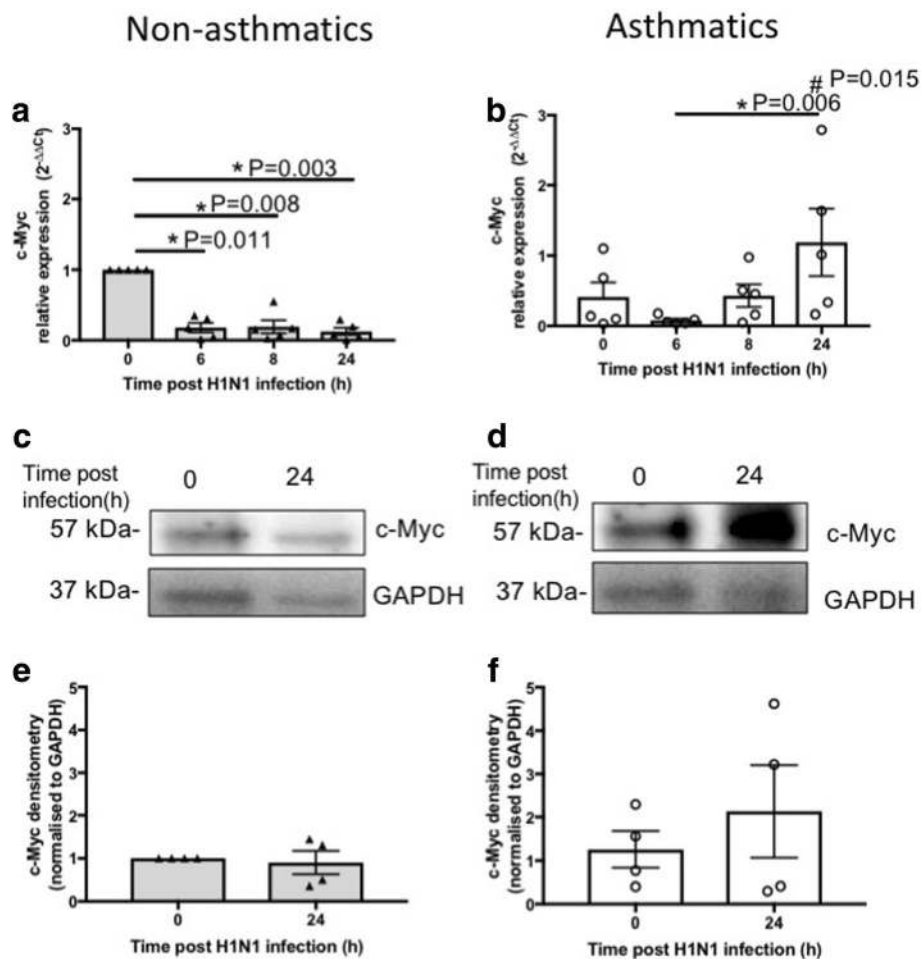 Non-asthmatics
Asthmatics
a
c-Myc
relative expression (2-ΔΔCt)
3
2
1
0
* P=0.003
* P=0.008
* P=0.011
0 6 8 24
Time post H1N1 infection (h)
b
c-Myc
relative expression (2-ΔΔCt)
3
2
1
0
# P=0.015
* P=0.006
0 6 8 24
Time post H1N1 infection (h)
c
Time post
infection(h)
0 24
57 kDa-
c-Myc
37 kDa-
GAPDH
d
Time post
infection(h)
0 24
57 kDa-
c-Myc
37 kDa-
GAPDH
e
c-Myc densitometry
(normalised to GAPDH)
5
4
3
2
1
0
0 24
Time post H1N1 infection (h)
f
c-Myc densitometry
(normalised to GAPDH)
5
4
3
2
1
0
0 24
Time post H1N1 infection (h)